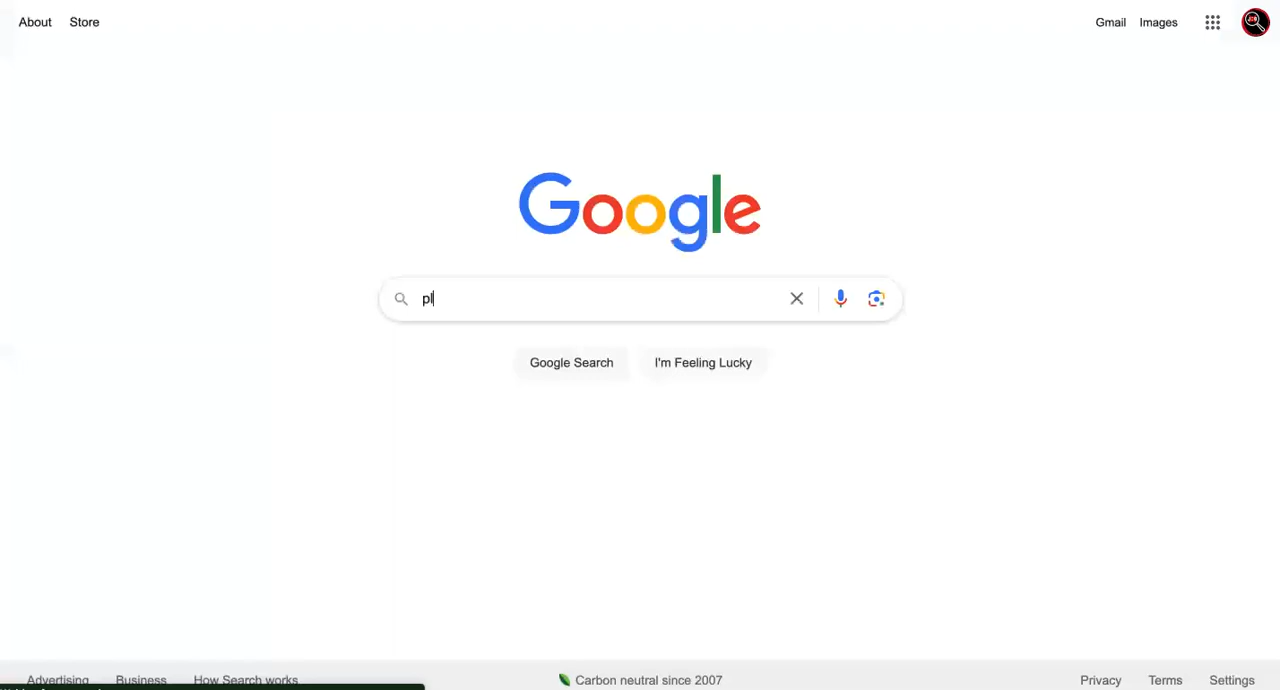 About Store Gmail Images
Google
pl
Google Search I'm Feeling Lucky
Advertising Business How Search works Carbon neutral since 2007 Privacy Terms Settings